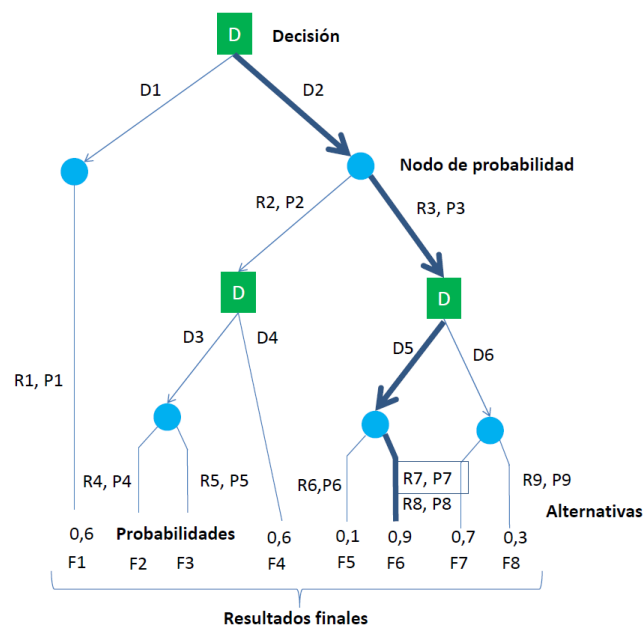 D Decisión
D1
D2
Nodo de probabilidad
R2, P2
R3, P3
D
D
D3
D4
D5
D6
R1, P1
R4, P4
R5, P5
R6,P6
R7, P7
R8, P8
R9, P9
Alternativas
0,6 Probabilidades 0,6 0,1 0,9 0,7 0,3
F1 F2 F3 F4 F5 F6 F7 F8
Resultados finales